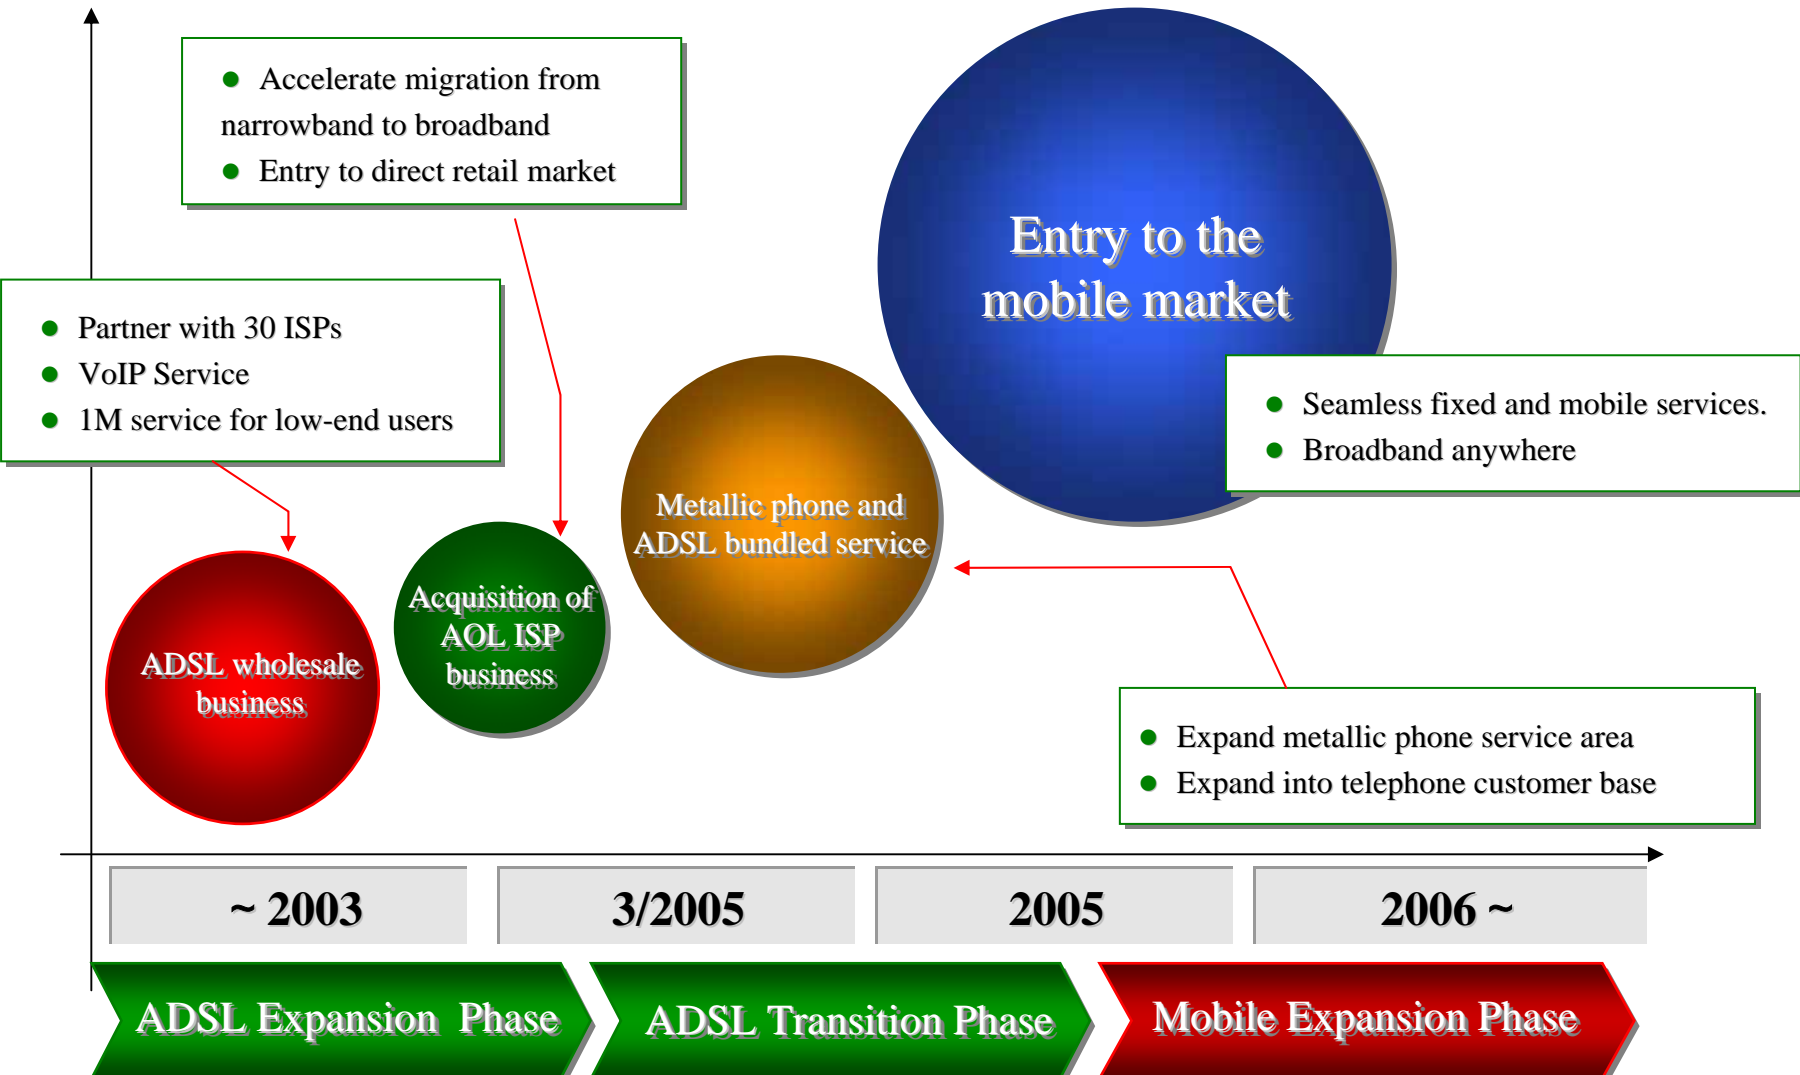 ● Accelerate migration from
narrowband to broadband
● Entry to direct retail market
Entry to the
mobile market
● Partner with 30 ISPs
● VoIP Service
● 1M service for low-end users
● Seamless fixed and mobile services.
● Broadband anywhere
Metallic phone and
ADSL bundled service
Acquisition of
AOL ISP
business
ADSL wholesale
business
● Expand metallic phone service area
● Expand into telephone customer base
~ 2003
3/2005
2005
2006 ~
ADSL Expansion Phase
ADSL Transition Phase
Mobile Expansion Phase